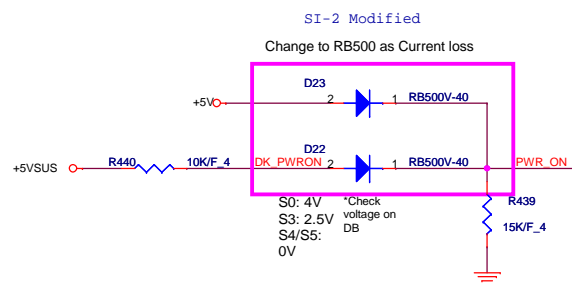 SI-2 Modified
Change to RB500 as Current loss
D23
+5V 2 1 RB500V-40
D22
+5VSUS R440 10K/F_4 DK_PWRON 2 1 RB500V-40 PWR_ON
S0: 4V
S3: 2.5V
S4/S5:
0V
*Check
voltage on
DB
R439
15K/F_4